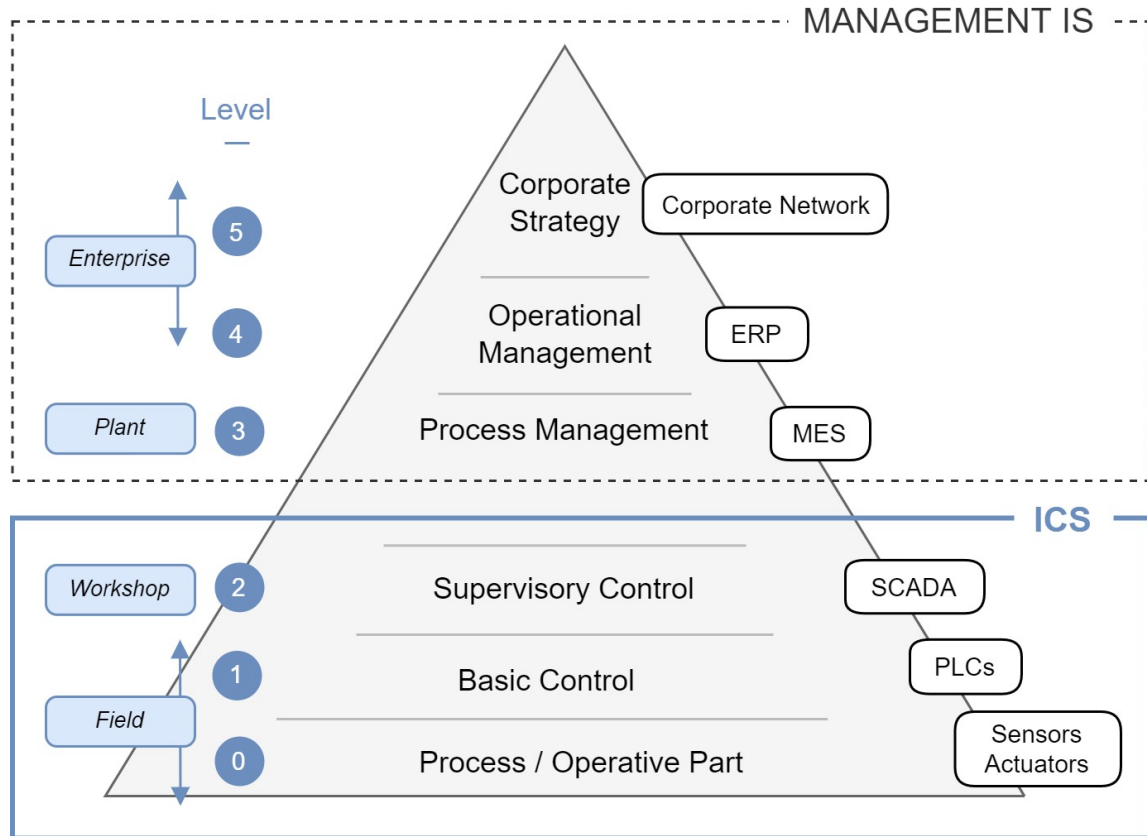 MANAGEMENT IS
Level
Corporate
Strategy
Corporate Network
5
Enterprise
4
Operational
Management
ERP
Plant
3
Process Management
MES
ICS
Workshop
2
Supervisory Control
SCADA
1
Basic Control
PLCs
Field
0
Process / Operative Part
Sensors
Actuators